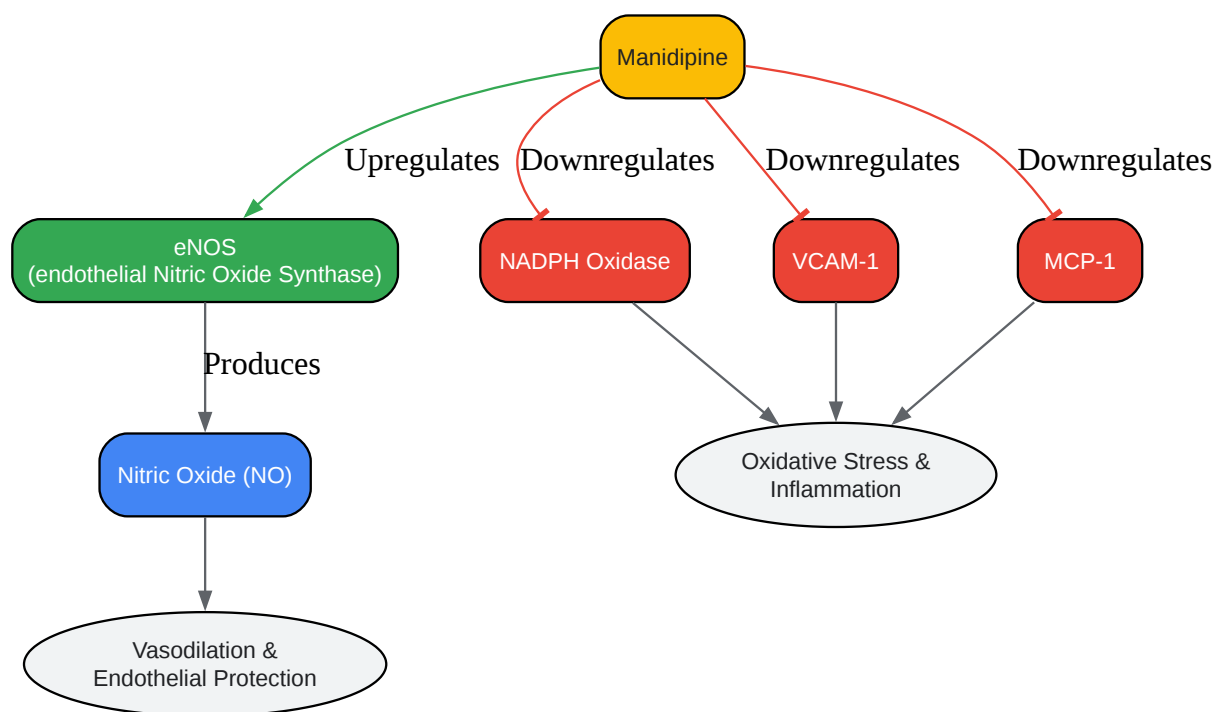 Manidipine
Upregulates
Downregulates
Downregulates
Downregulates
eNOS
(endothelial Nitric Oxide Synthase)
NADPH Oxidase
VCAM-1
MCP-1
Produces
Nitric Oxide (NO)
Oxidative Stress &
Inflammation
Vasodilation &
Endothelial Protection